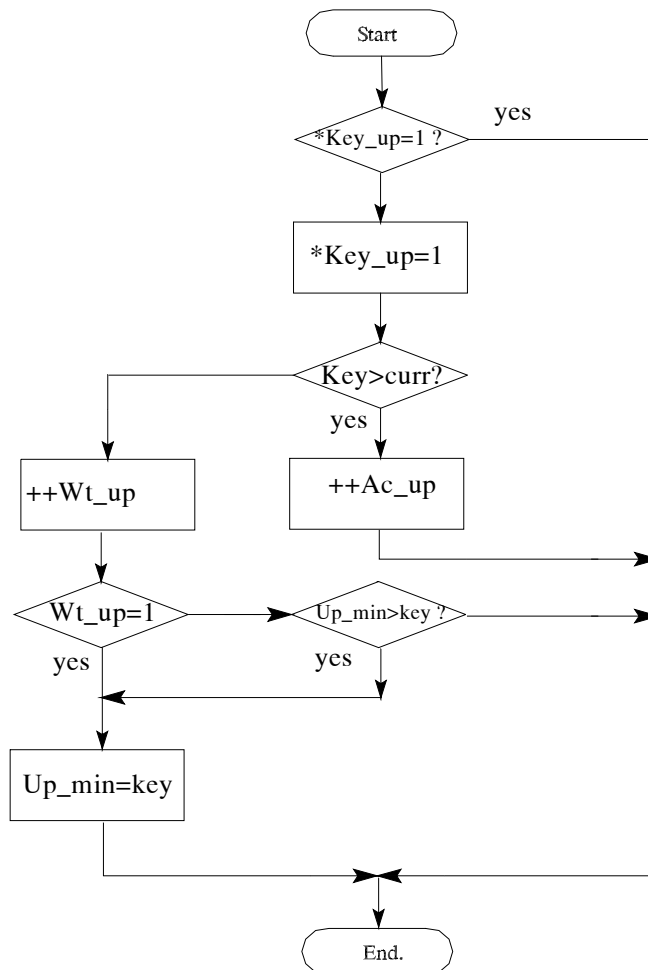 Start
*Key_up=1 ?
yes
*Key_up=1
Key>curr?
yes
++Wt_up
++Ac_up
Wt_up=1
Up_min>key ?
yes
yes
Up_min=key
End.